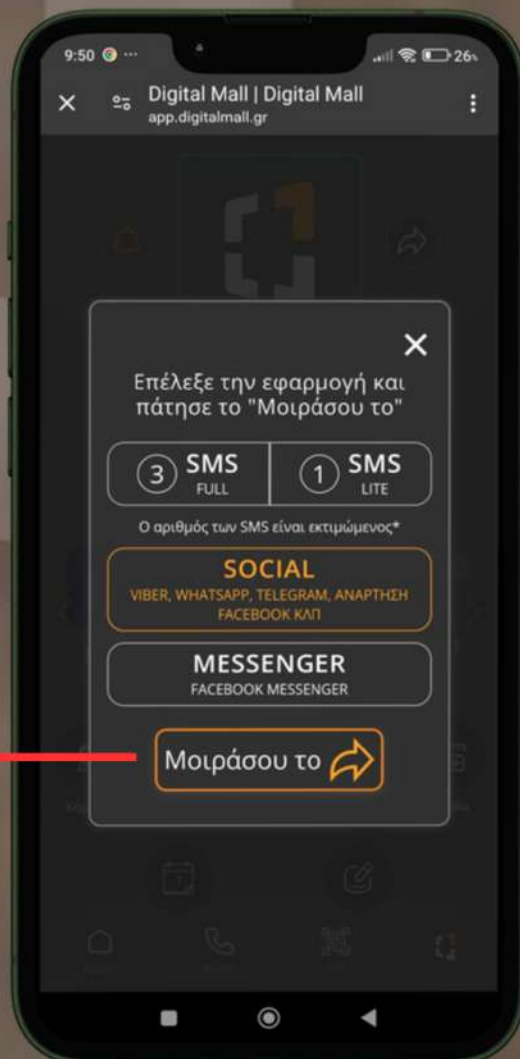 9:50
26%
Digital Mall | Digital Mall
app.digitalmall.gr
Επέλεξε την εφαρμογή και
πάτησε το "Μοιράσου το"
3 SMS
FULL
1 SMS
LITE
Ο αριθμός των SMS είναι εκτιμώμενος*
SOCIAL
VIBER, WHATSAPP, TELEGRAM, ΑΝΑΡΤΗΣΗ
FACEBOOK ΚΛΠ
MESSENGER
FACEBOOK MESSENGER
Μοιράσου το